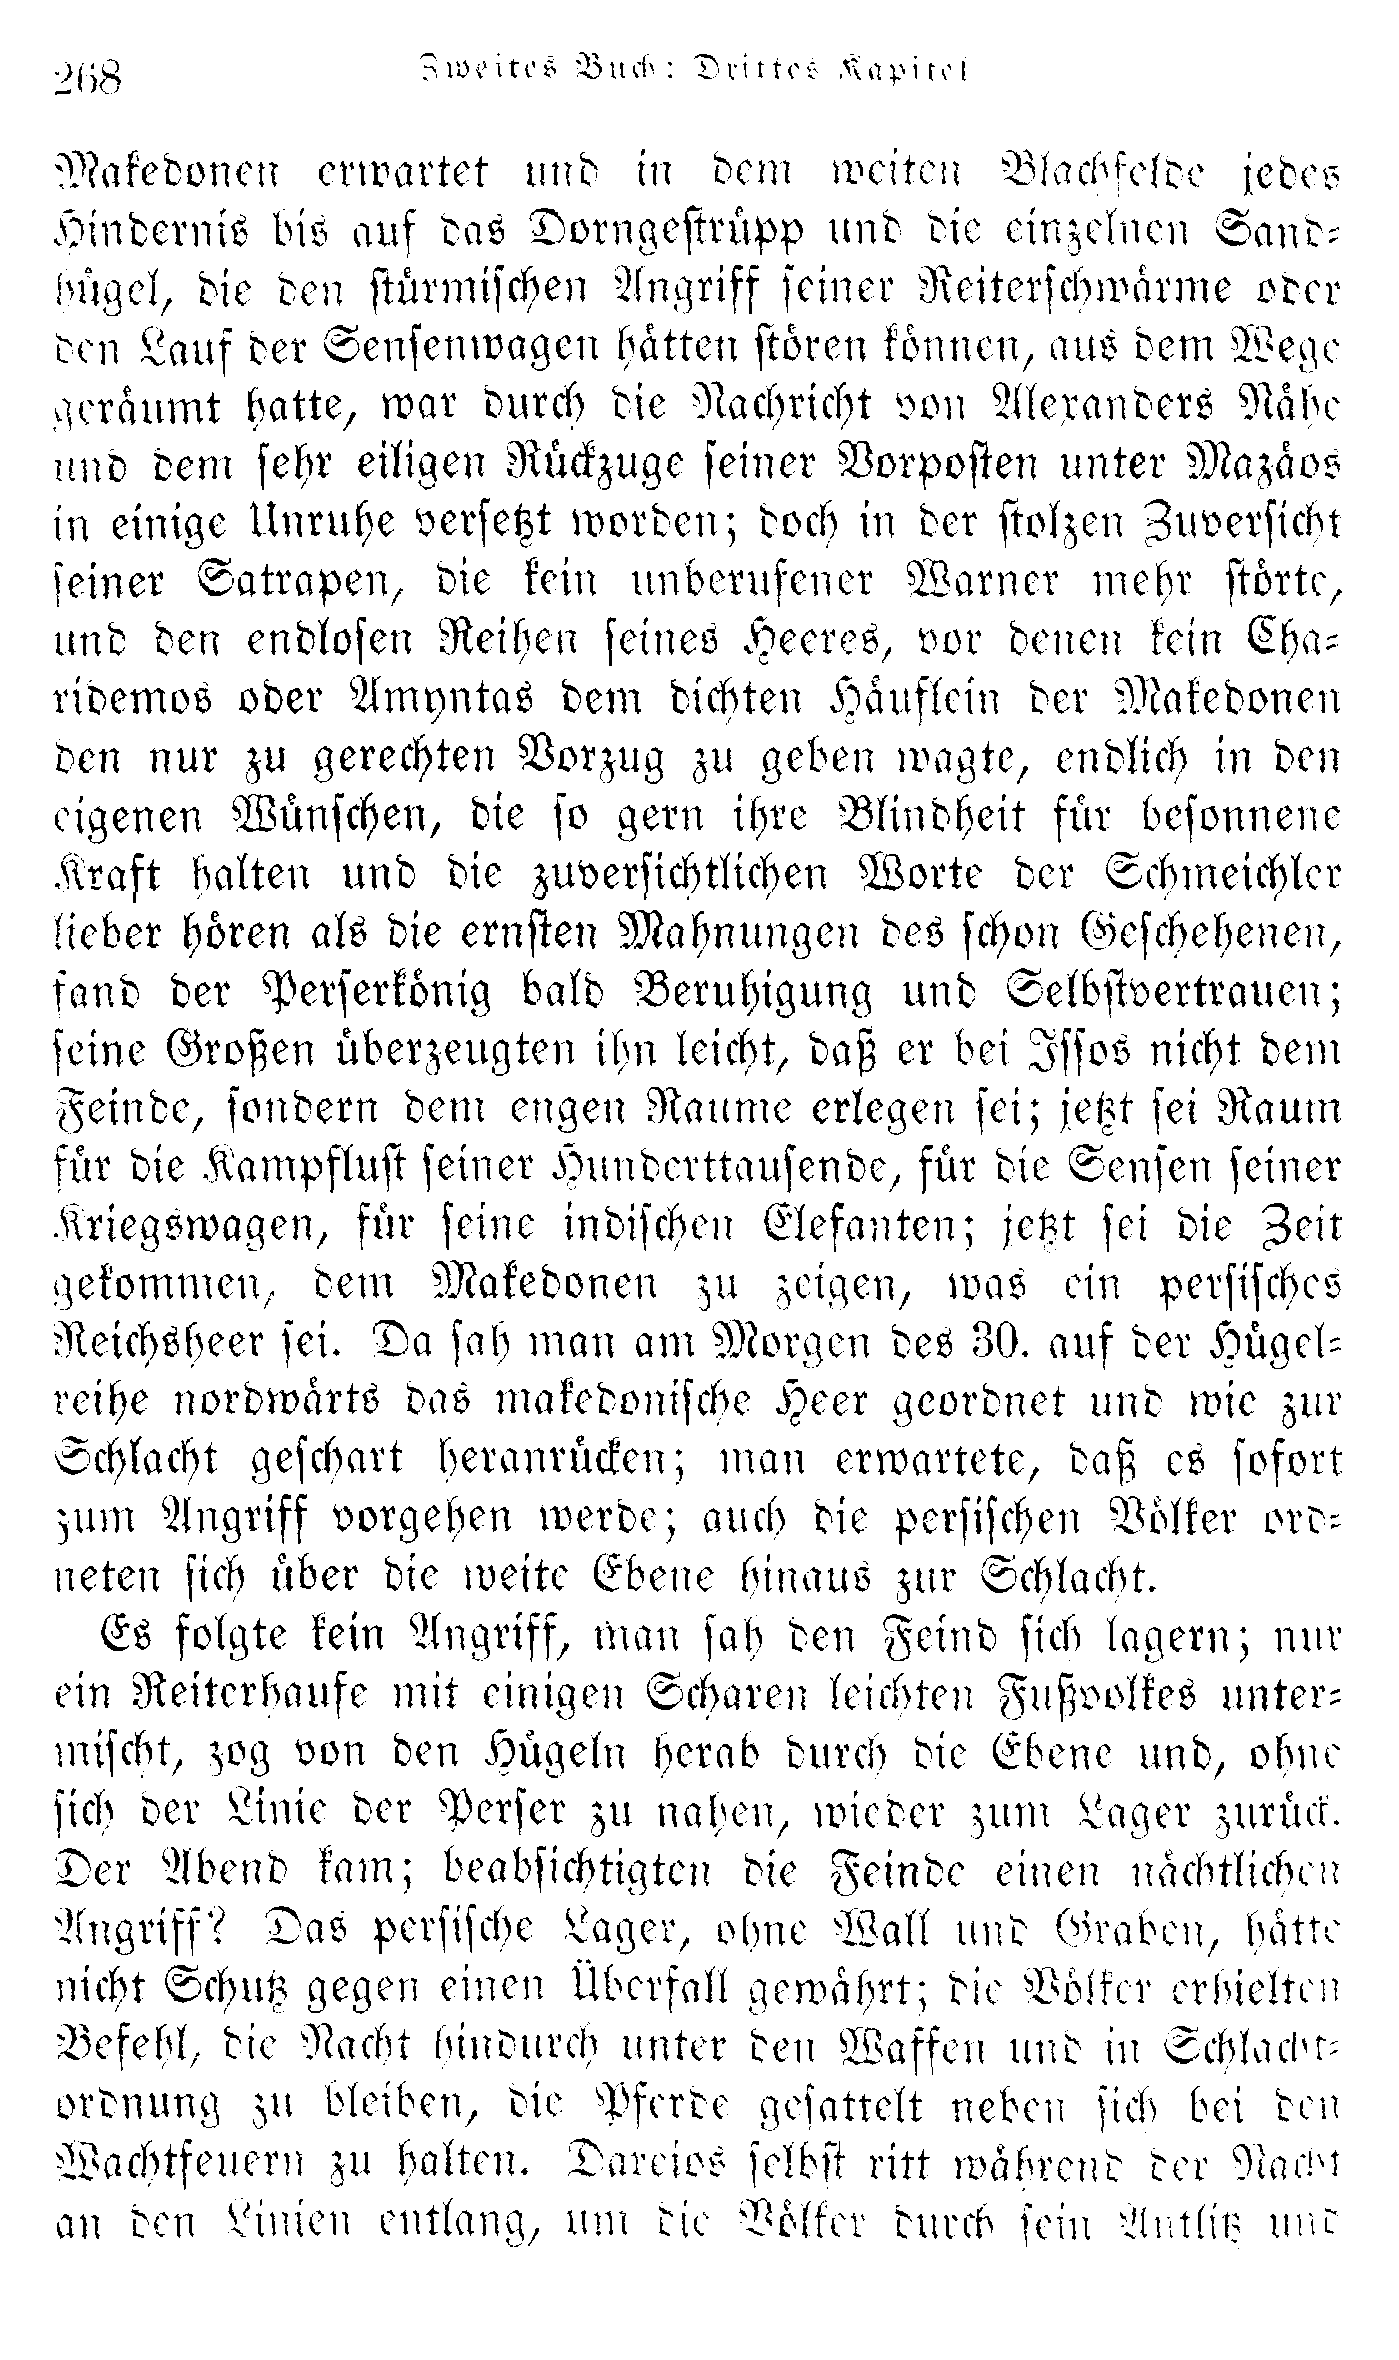 268
Zweites Buch: Drittes Kapitel
Makedonen erwartet und in dem weiten Blachfelde jedes
Hindernis bis auf das Dorngestrüpp und die einzelnen Sand-
hügel, die den stürmischen Angriff seiner Reiterschwärme oder
den Lauf der Sensenwagen hätten stören können, aus dem Wege
geräumt hatte, war durch die Nachricht von Alexanders Nähe
und dem sehr eiligen Rückzuge seiner Vorposten unter Mazäos
in einige Unruhe versetzt worden; doch in der stolzen Zuversicht
seiner Satrapen, die kein unberufener Warner mehr störte,
und den endlosen Reihen seines Heeres, vor denen kein Cha-
ridemos oder Amyntas dem dichten Häuflein der Makedonen
den nur zu gerechten Vorzug zu geben wagte, endlich in den
eigenen Wünschen, die so gern ihre Blindheit für besonnene
Kraft halten und die zuversichtlichen Worte der Schmeichler
lieber hören als die ernsten Mahnungen des schon Geschehenen,
fand der Perserkönig bald Beruhigung und Selbstvertrauen;
seine Großen überzeugten ihn leicht, daß er bei Issos nicht dem
Feinde, sondern dem engen Raume erlegen sei; jetzt sei Raum
für die Kampflust seiner Hunderttausende, für die Sensen seiner
Kriegswagen, für seine indischen Elefanten; jetzt sei die Zeit
gekommen, dem Makedonen zu zeigen, was ein persisches
Reichsheer sei. Da sah man am Morgen des 30. auf der Hügel-
reihe nordwärts das makedonische Heer geordnet und wie zur
Schlacht geschart heranrücken; man erwartete, daß es sofort
zum Angriff vorgehen werde; auch die persischen Völker ord-
neten sich über die weite Ebene hinaus zur Schlacht.
Es folgte kein Angriff, man sah den Feind sich lagern; nur
ein Reiterhaufe mit einigen Scharen leichten Fußvolkes unter-
mischt, zog von den Hügeln herab durch die Ebene und, ohne
sich der Linie der Perser zu nahen, wieder zum Lager zurück.
Der Abend kam; beabsichtigten die Feinde einen nächtlichen
Angriff? Das persische Lager, ohne Wall und Graben, hätte
nicht Schutz gegen einen Überfall gewährt; die Völker erhielten
Befehl, die Nacht hindurch unter den Waffen und in Schlacht-
ordnung zu bleiben, die Pferde gesattelt neben sich bei den
Wachtfeuern zu halten. Dareios selbst ritt während der Nacht
an den Linien entlang, um die Völker durch sein Antlitz und